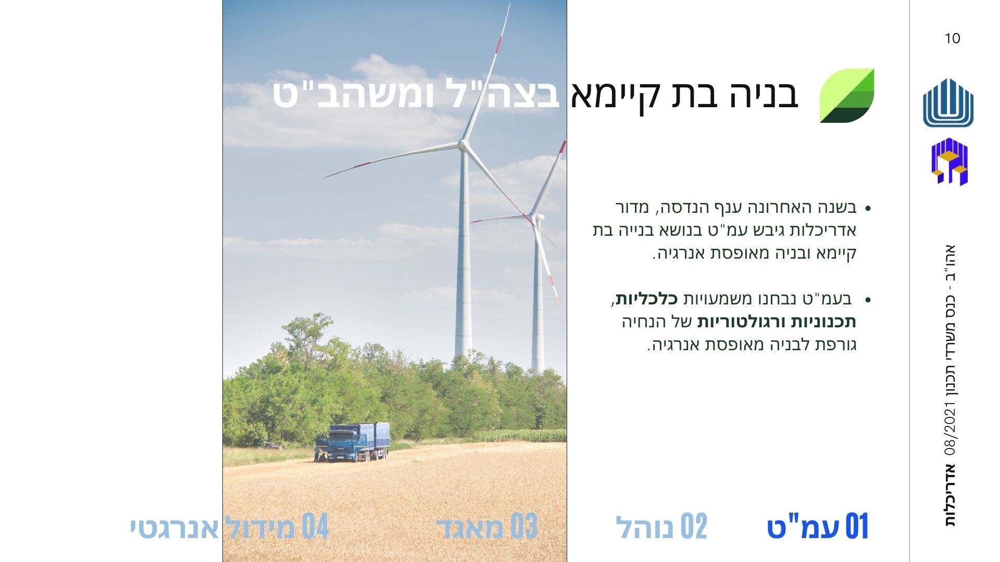 10
בניה בת קיימא בצה"ל ומשהב"ט
• בשנה האחרונה ענף הנדסה, מדור
אדריכלות גיבש עמ"ט בנושא בנייה בת
קיימא ובניה מאופסת אנרגיה.
• בעמ"ט נבחנו משמעויות כלכליות,
תכנוניות ורגולטוריות של הנחיה
גורפת לבניה מאופסת אנרגיה.
01 עמ"ט
02 נוהל
03 מאגד
04 מידול אנרגטי
אדריכלות 08/2021 כנס משרדי תכנון - אהו"ב